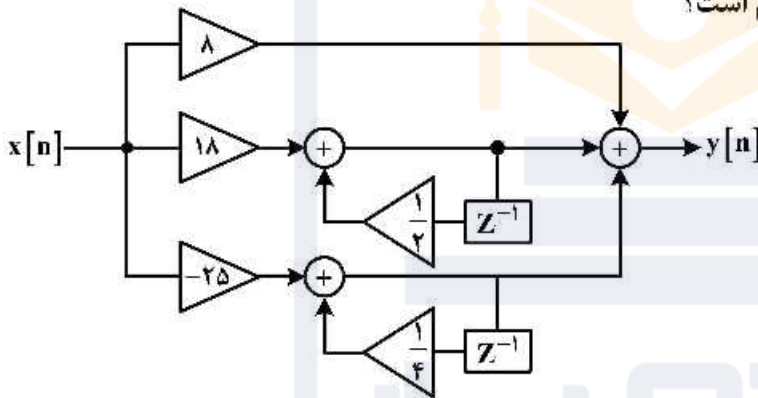 است؟
۸
x[n]
۱۸
+
+
y[n]
۱/۲
Z⁻¹
−۲۵
+
۱/۴
Z⁻¹